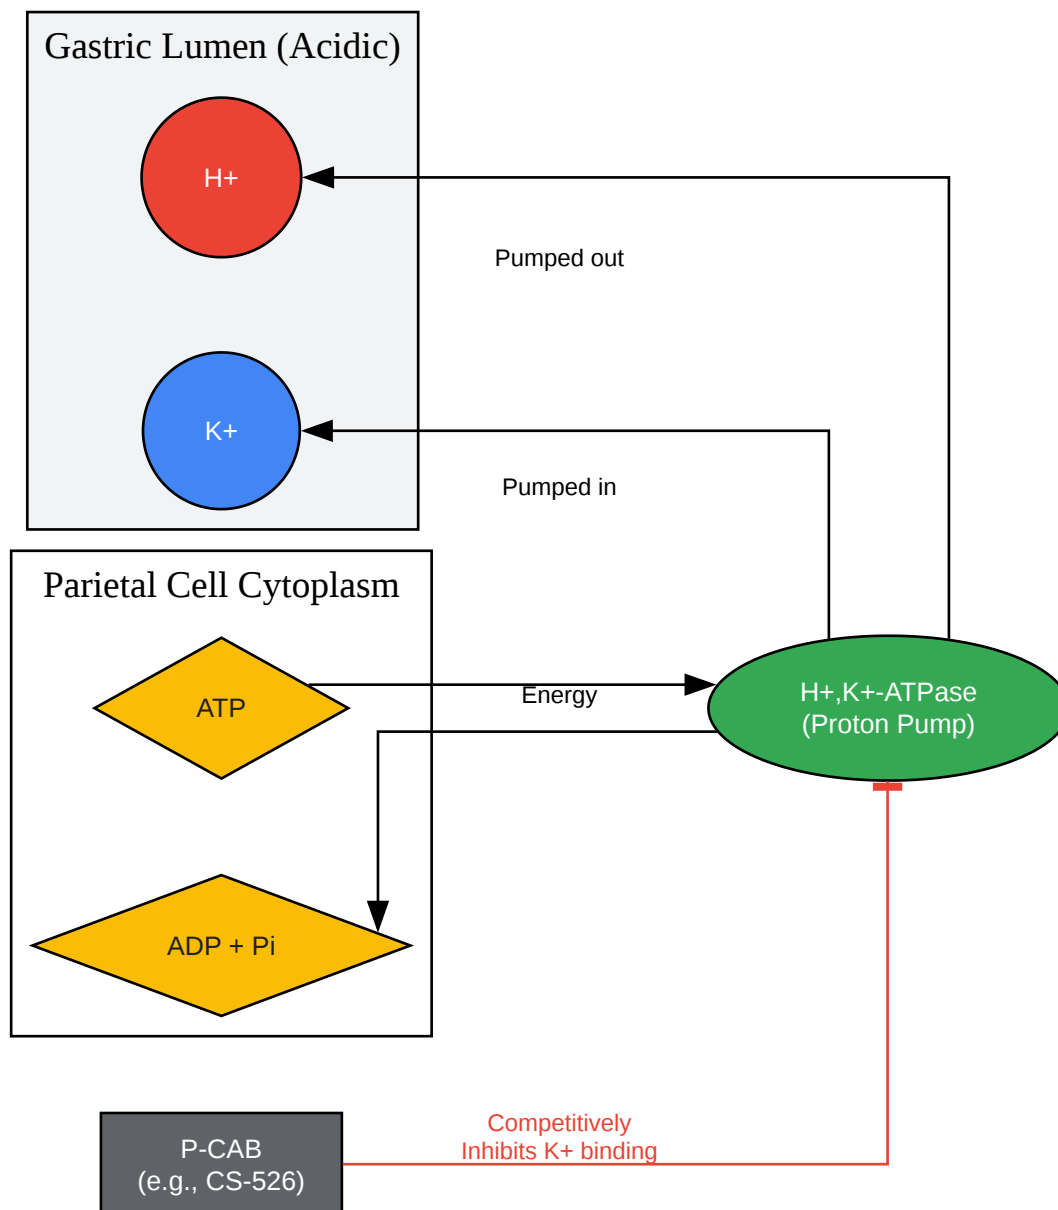 Gastric Lumen (Acidic)
H+
Pumped out
K+
Pumped in
Parietal Cell Cytoplasm
ATP
Energy
H+,K+-ATPase
(Proton Pump)
ADP + Pi
Competitively
Inhibits K+ binding
P-CAB
(e.g., CS-526)